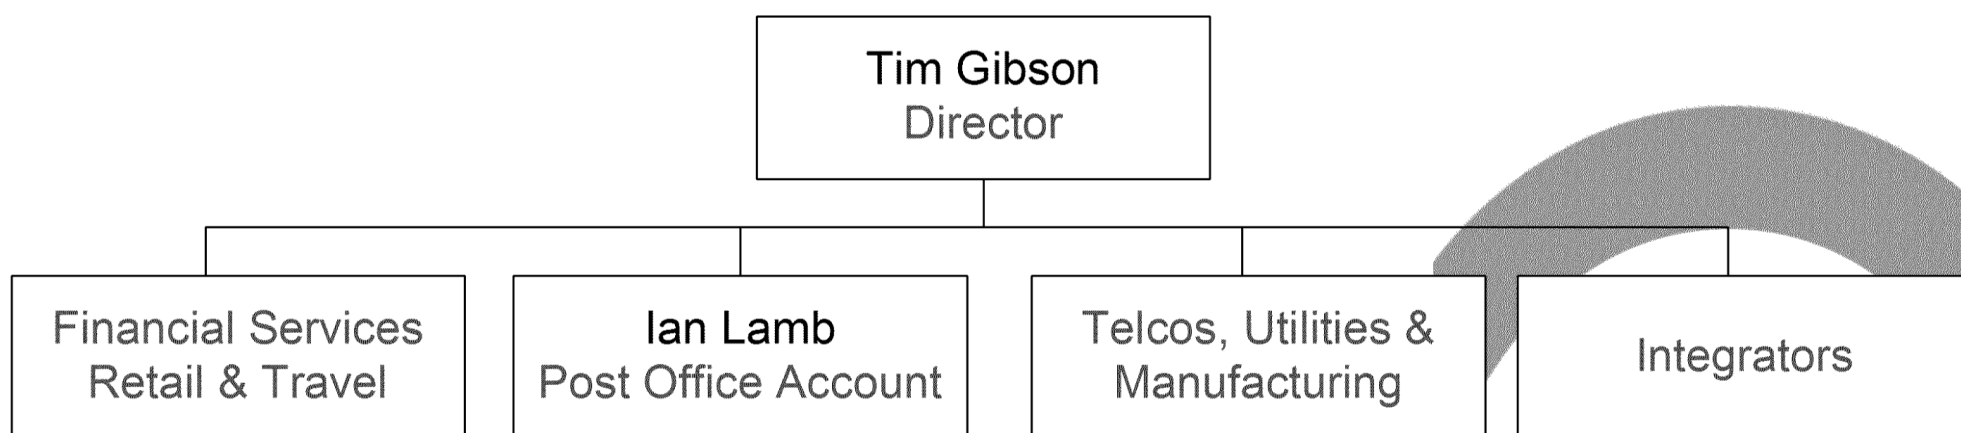 Tim Gibson
Director
Financial Services
Retail & Travel
Ian Lamb
Post Office Account
Telcos, Utilities &
Manufacturing
Integrators